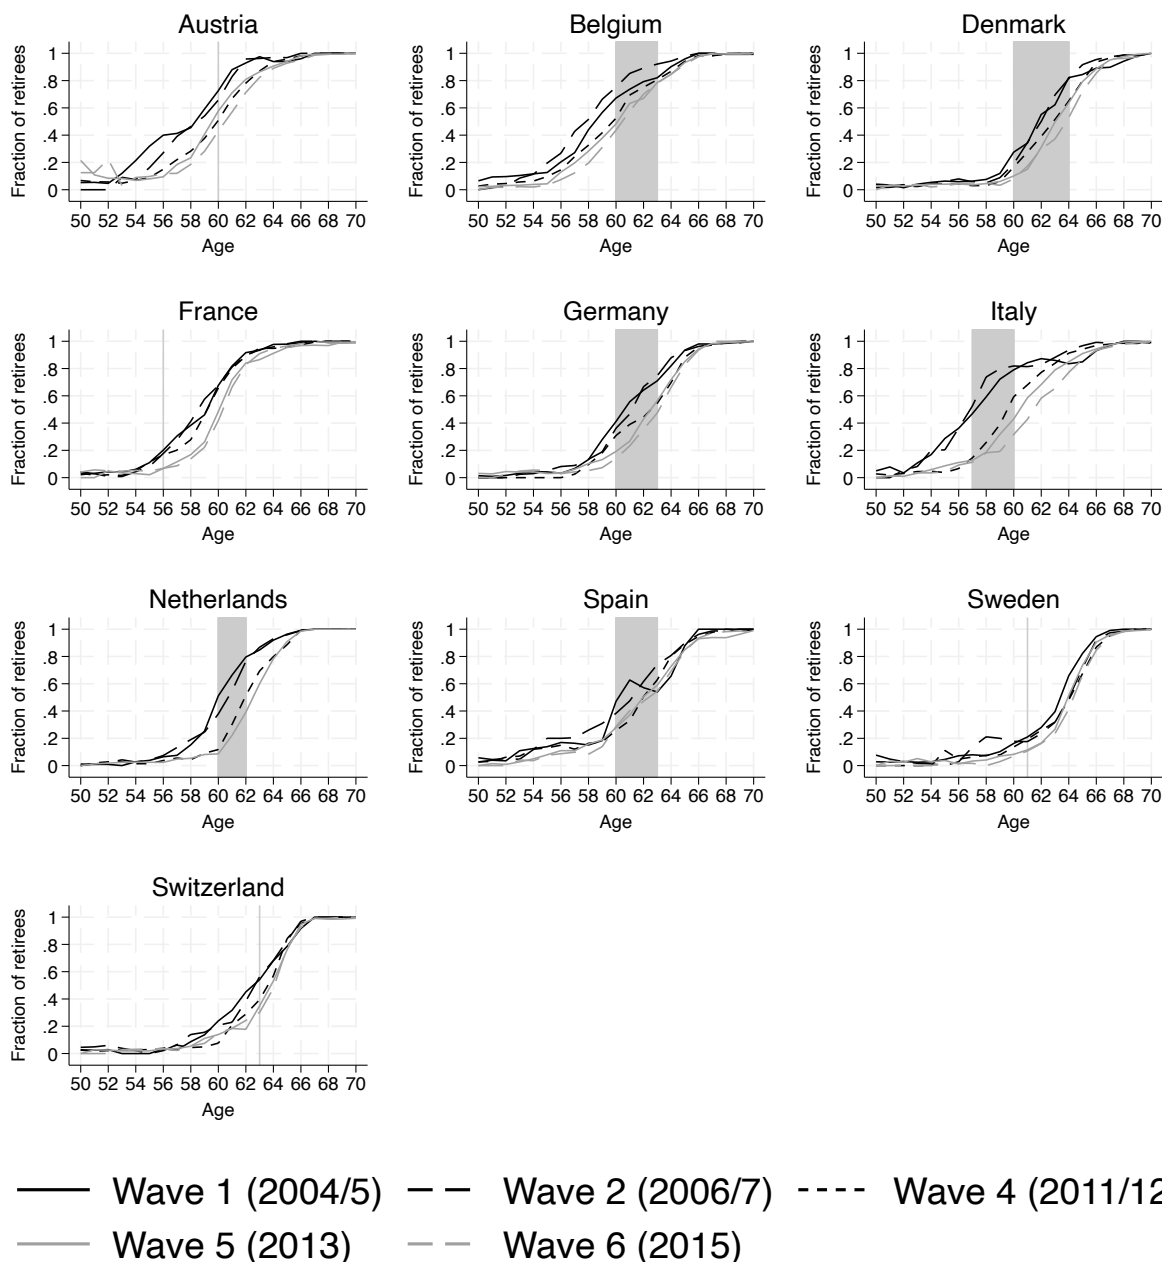 Austria
Fraction of retirees
1
.8
.6
.4
.2
0
50 52 54 56 58 60 62 64 66 68 70
Age
Belgium
Fraction of retirees
1
.8
.6
.4
.2
0
50 52 54 56 58 60 62 64 66 68 70
Age
Denmark
Fraction of retirees
1
.8
.6
.4
.2
0
50 52 54 56 58 60 62 64 66 68 70
Age
France
Fraction of retirees
1
.8
.6
.4
.2
0
50 52 54 56 58 60 62 64 66 68 70
Age
Germany
Fraction of retirees
1
.8
.6
.4
.2
0
50 52 54 56 58 60 62 64 66 68 70
Age
Italy
Fraction of retirees
1
.8
.6
.4
.2
0
50 52 54 56 58 60 62 64 66 68 70
Age
Netherlands
Fraction of retirees
1
.8
.6
.4
.2
0
50 52 54 56 58 60 62 64 66 68 70
Age
Spain
Fraction of retirees
1
.8
.6
.4
.2
0
50 52 54 56 58 60 62 64 66 68 70
Age
Sweden
Fraction of retirees
1
.8
.6
.4
.2
0
50 52 54 56 58 60 62 64 66 68 70
Age
Switzerland
Fraction of retirees
1
.8
.6
.4
.2
0
50 52 54 56 58 60 62 64 66 68 70
Age
Wave 1 (2004/5) Wave 2 (2006/7) Wave 4 (2011/12
Wave 5 (2013) Wave 6 (2015)